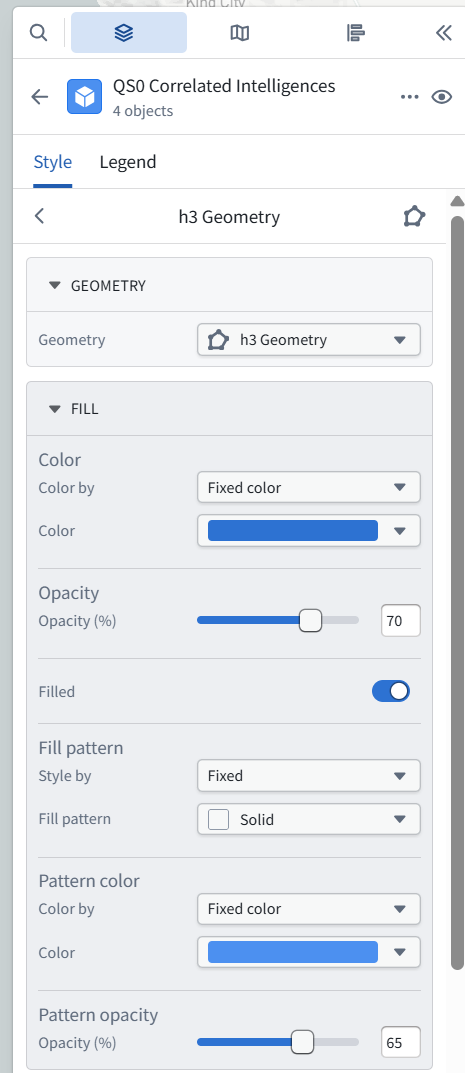 Kind City
QS0 Correlated Intelligences
4 objects
Style
Legend
h3 Geometry
GEOMETRY
Geometry
h3 Geometry
FILL
Color
Color by
Fixed color
Color
Opacity
Opacity (%)
70
Filled
Fill pattern
Style by
Fixed
Fill pattern
Solid
Pattern color
Color by
Fixed color
Color
Pattern opacity
Opacity (%)
65